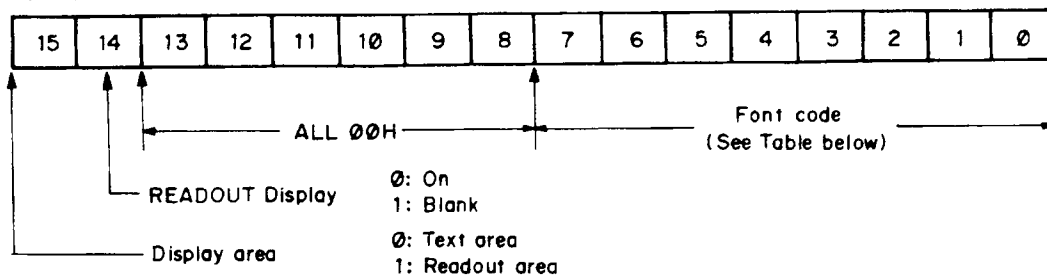 15 14 13 12 11 10 9 8 7 6 5 4 3 2 1 Ø
ALL ØØH
Font code
(See Table below)
READOUT Display
Ø: On
1: Blank
Display area
Ø: Text area
1: Readout area